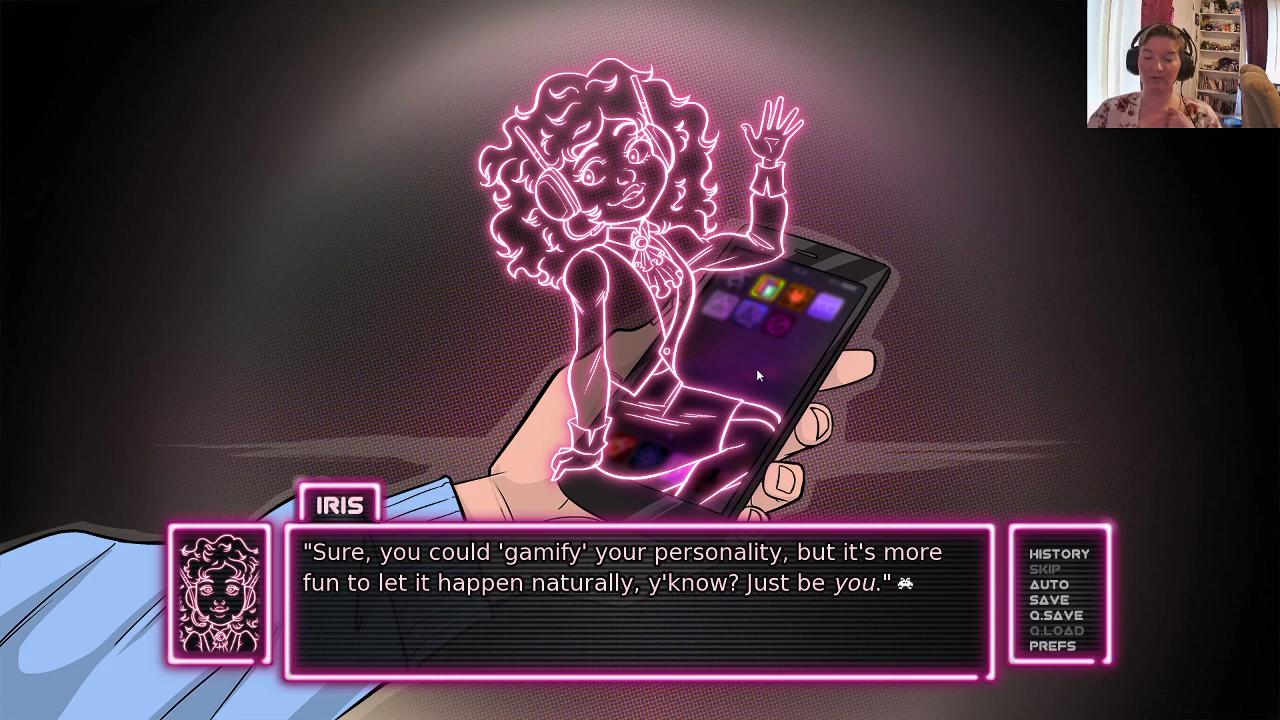 IRIS
"Sure, you could 'gamify' your personality, but it's more
fun to let it happen naturally, y'know? Just be you."
HISTORY
SKIP
AUTO
SAVE
Q.SAVE
Q.LOAD
PREFS